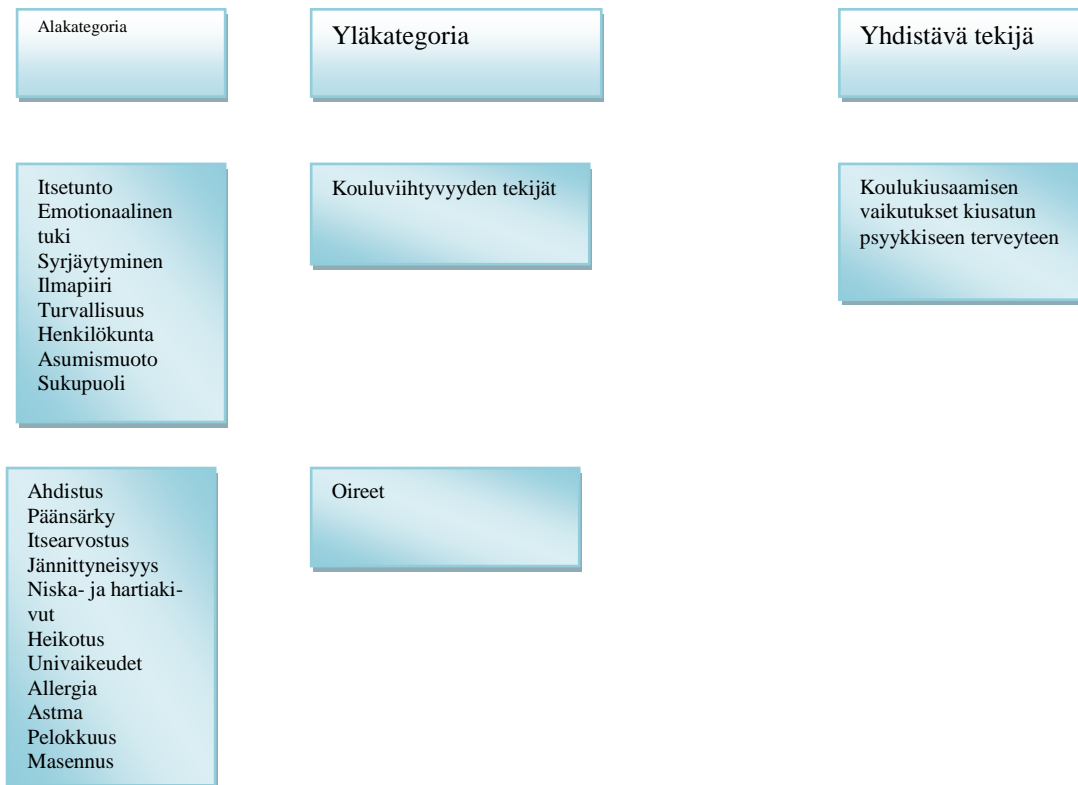 Alakategoria
Yläkategoria
Yhdistävä tekijä
Itsetunto
Emotionaalinen
tuki
Syrjäytyminen
Ilmapiiri
Turvallisuus
Henkilökunta
Asumismuoto
Sukupuoli
Kouluviihtyvyyden tekijät
Koulukiusaamisen
vaikutukset kiusatun
psyykkiseen terveyteen
Ahdistus
Päänsärky
Itsearvostus
Jännittyneisyys
Niska- ja hartiaki-
vut
Heikotus
Univaikeudet
Allergia
Astma
Pelokkuus
Masennus
Oireet